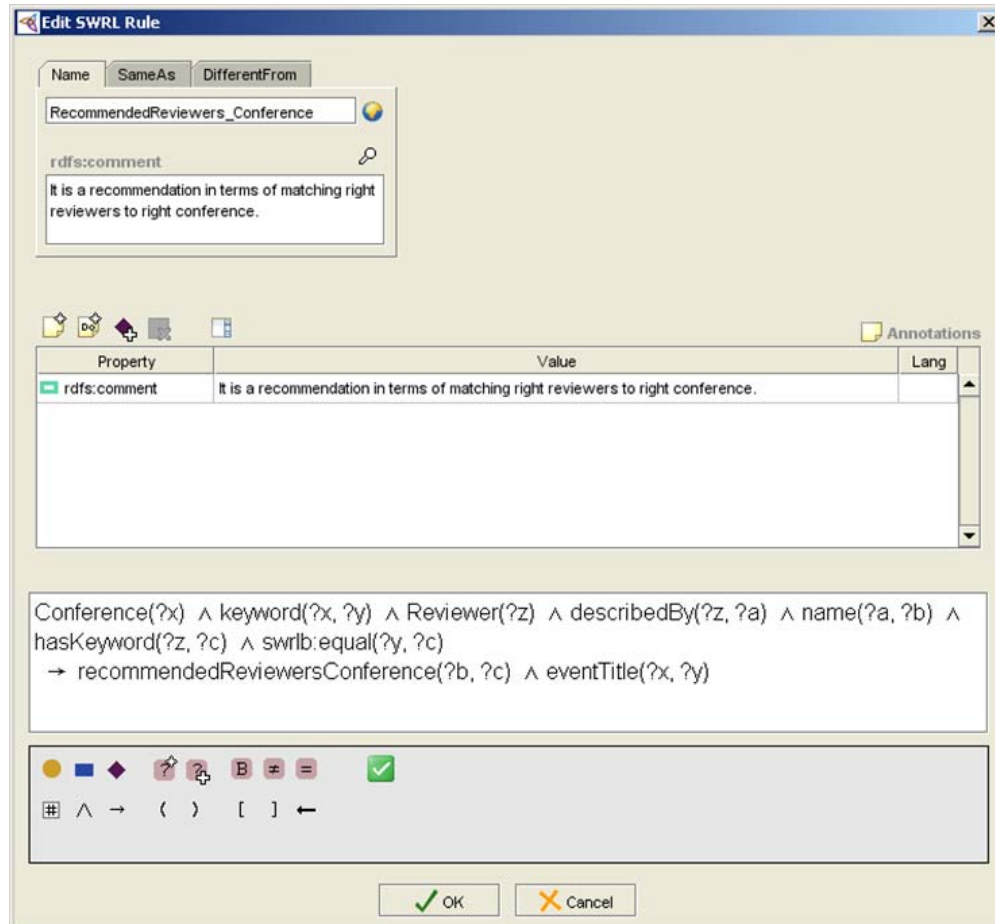 Edit SWRL Rule
Name SameAs DifferentFrom
RecommendedReviewers_Conference
rdfs:comment
It is a recommendation in terms of matching right
reviewers to right conference.
Annotations
Property Value Lang
rdfs:comment It is a recommendation in terms of matching right reviewers to right conference.
Conference(?x) ∧ keyword(?x, ?y) ∧ Reviewer(?z) ∧ describedBy(?z, ?a) ∧ name(?a, ?b) ∧
hasKeyword(?z, ?c) ∧ swrlb:equal(?y, ?c)
→ recommendedReviewersConference(?b, ?c) ∧ eventTitle(?x, ?y)
? ? B ≠ =
# ∧ → ( ) [ ] ←
OK Cancel